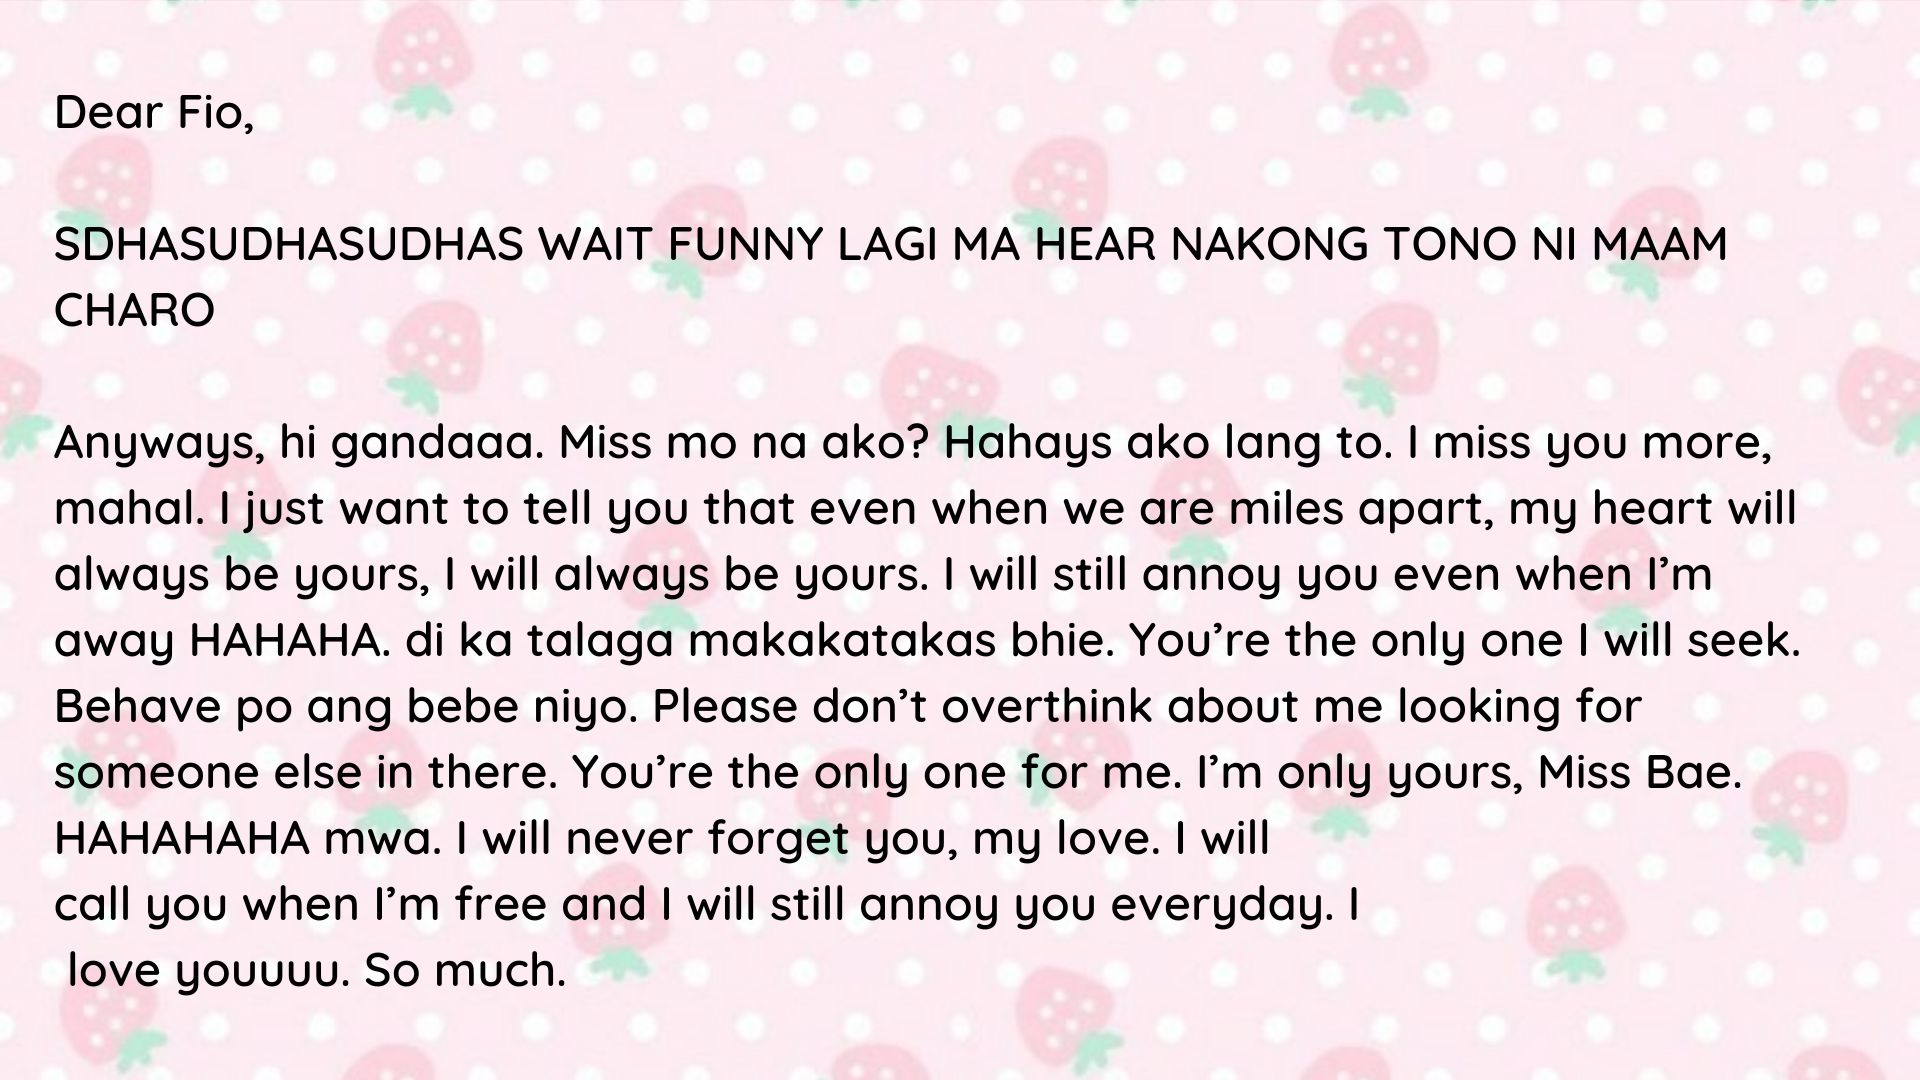 Dear Fio,
SDHASUDHASUDHAS WAIT FUNNY LAGI MA HEAR NAKONG TONO NI MAAM
CHARO
Anyways, hi gandaaa. Miss mo na ako? Hahays ako lang to. I miss you more,
mahal. I just want to tell you that even when we are miles apart, my heart will
always be yours, I will always be yours. I will still annoy you even when I’m
away HAHAHA. di ka talaga makakatakas bhie. You’re the only one I will seek.
Behave po ang bebe niyo. Please don’t overthink about me looking for
someone else in there. You’re the only one for me. I’m only yours, Miss Bae.
HAHAHAHA mwa. I will never forget you, my love. I will
call you when I’m free and I will still annoy you everyday. I
love youuuu. So much.